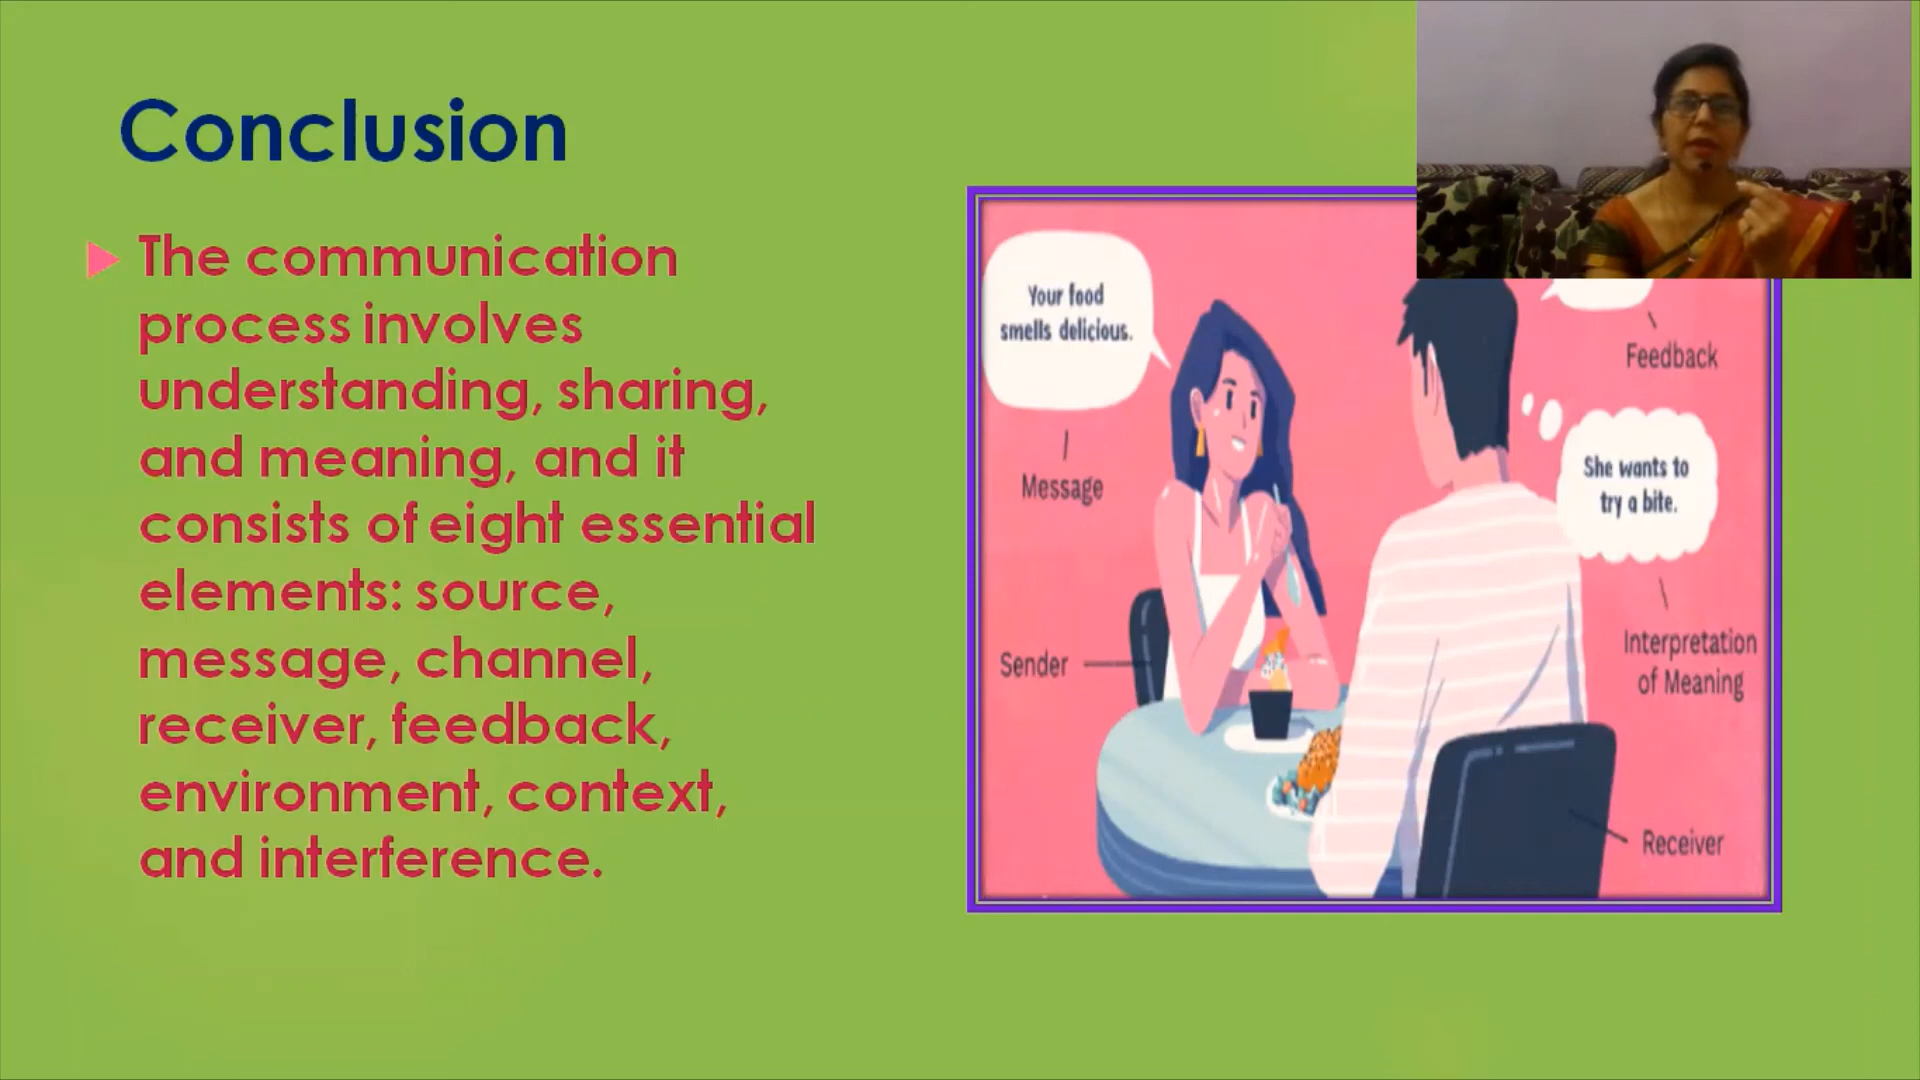 Conclusion
The communication
process involves
understanding, sharing,
and meaning, and it
consists of eight essential
elements: source,
message, channel,
receiver, feedback,
environment, context,
and interference.
Your food
smells delicious.
Message
Sender
Feedback
She wants to
try a bite.
Interpretation
of Meaning
Receiver